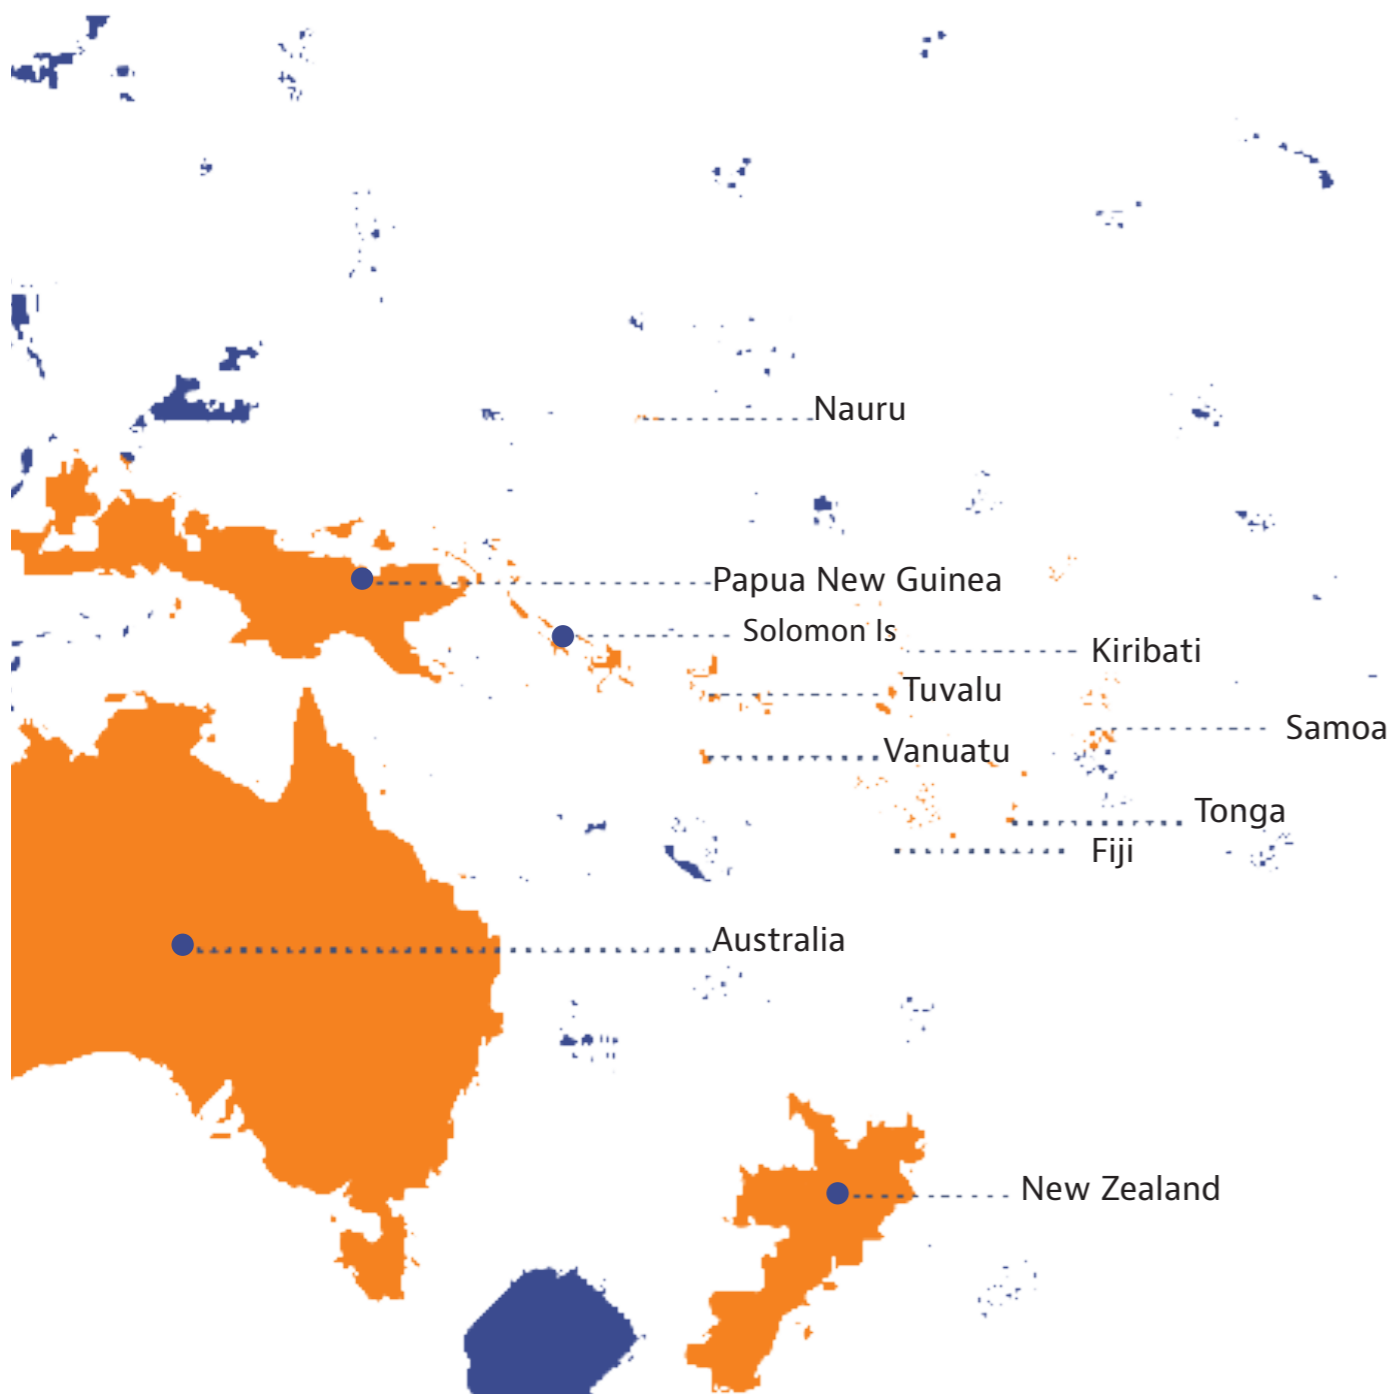 Nauru
Papua New Guinea
Solomon Is
Kiribati
Tuvalu
Samoa
Vanuatu
Tonga
Fiji
Australia
New Zealand